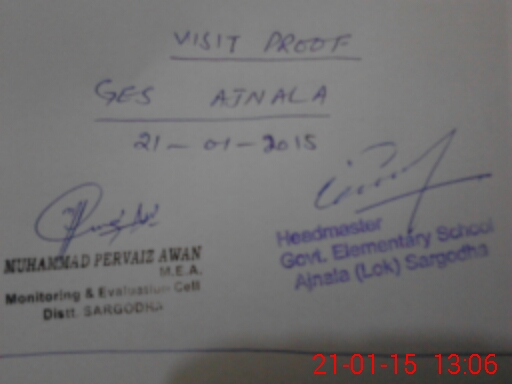 VISIT PROOF
GES AJNALA
21-01-2015
MUHAMMAD PERVAIZ AWAN
M.E.A.
Monitoring & Evaluation Cell
Distt. SARGODHA
Headmaster
Govt. Elementary School
Ajnala (Lok) Sargodha
21-01-15 13:06